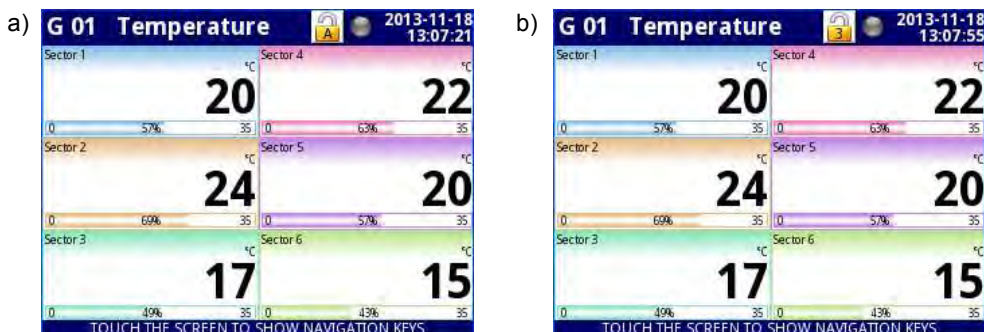 a)
G 01 Temperature A 2013-11-18
13:07:21
Sector 1 °C
20
0 57% 35
Sector 4 °C
22
0 63% 35
Sector 2 °C
24
0 69% 35
Sector 5 °C
20
0 57% 35
Sector 3 °C
17
0 49% 35
Sector 6 °C
15
0 43% 35
TOUCH THE SCREEN TO SHOW NAVIGATION KEYS
b)
G 01 Temperature 3 2013-11-18
13:07:55
Sector 1 °C
20
0 57% 35
Sector 4 °C
22
0 63% 35
Sector 2 °C
24
0 69% 35
Sector 5 °C
20
0 57% 35
Sector 3 °C
17
0 49% 35
Sector 6 °C
15
0 43% 35
TOUCH THE SCREEN TO SHOW NAVIGATION KEYS